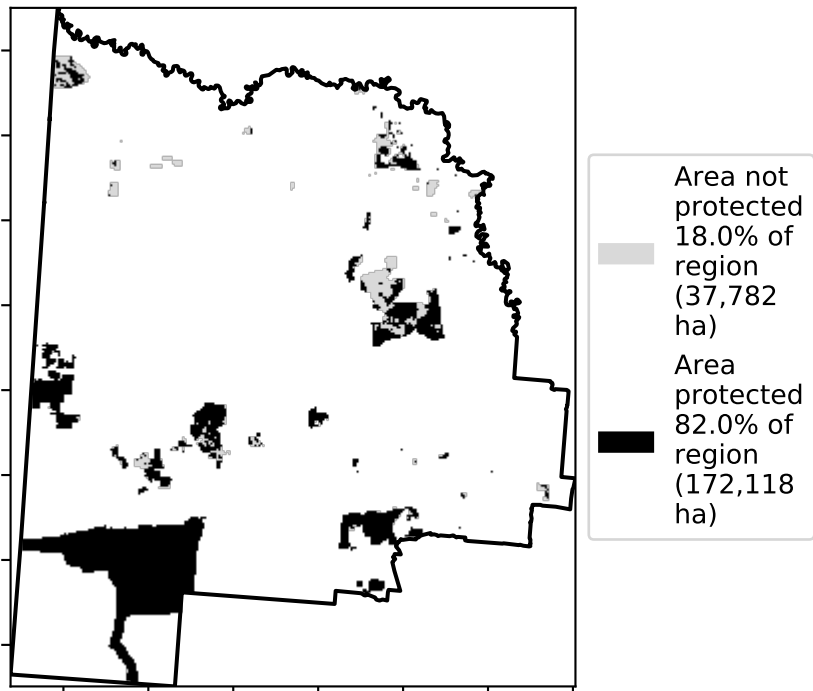 Area not
protected
18.0% of
region
(37,782
ha)
Area
protected
82.0% of
region
(172,118
ha)